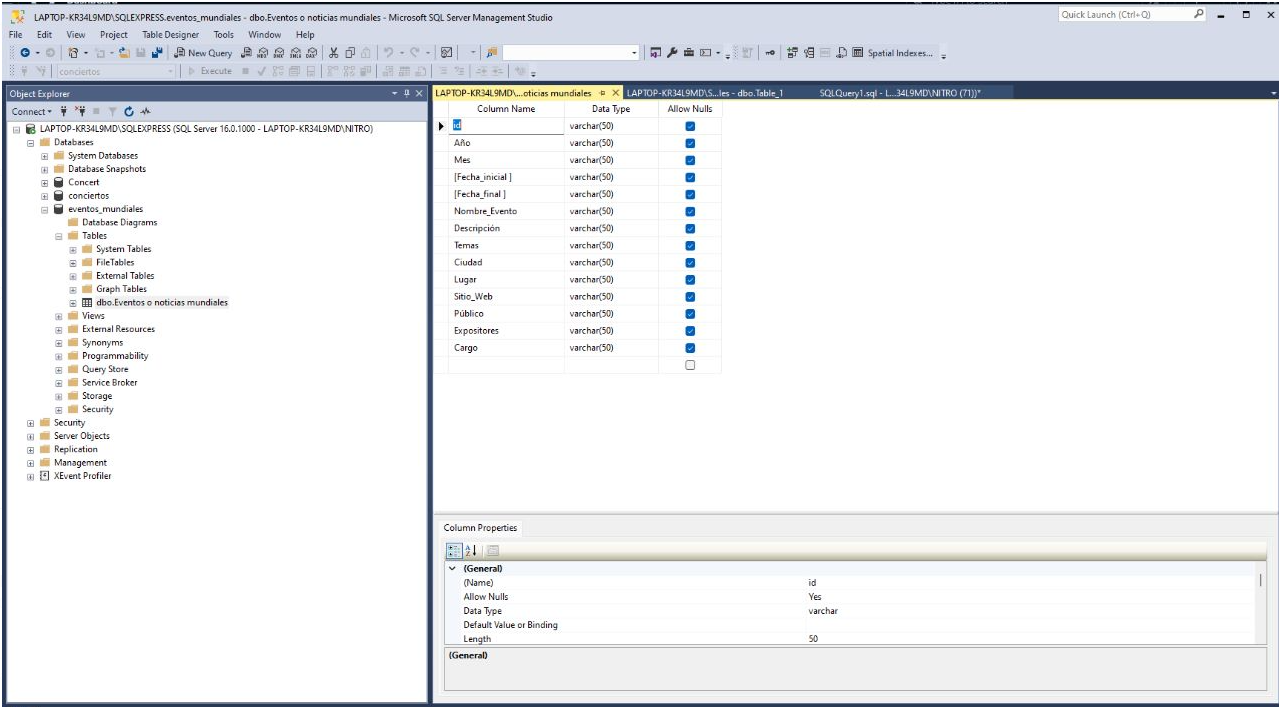 LAPTOP-KR34L9MD\SQLEXPRESS.eventos_mundiales - dbo.Eventos o noticias mundiales - Microsoft SQL Server Management Studio
Quick Launch (Ctrl+Q)
File Edit View Project Table Designer Tools Window Help
New Query
Spatial Indexes...
conciertos
Execute
Object Explorer
Connect
LAPTOP-KR34L9MD\SQLEXPRESS (SQL Server 16.0.1000 - LAPTOP-KR34L9MD\NITRO)
Databases
System Databases
Database Snapshots
Concert
conciertos
eventos_mundiales
Database Diagrams
Tables
System Tables
FileTables
External Tables
Graph Tables
dbo.Eventos o noticias mundiales
Views
External Resources
Synonyms
Programmability
Query Store
Service Broker
Storage
Security
Security
Server Objects
Replication
Management
XEvent Profiler
LAPTOP-KR34L9MD\...oticias mundiales
LAPTOP-KR34L9MD\S...les - dbo.Table_1
SQLQuery1.sql - L...34L9MD\NITRO (71))*
Column Name Data Type Allow Nulls
id varchar(50)
Año varchar(50)
Mes varchar(50)
[Fecha_inicial ] varchar(50)
[Fecha_final ] varchar(50)
Nombre_Evento varchar(50)
Descripción varchar(50)
Temas varchar(50)
Ciudad varchar(50)
Lugar varchar(50)
Sitio_Web varchar(50)
Público varchar(50)
Expositores varchar(50)
Cargo varchar(50)
Column Properties
(General)
(Name) id
Allow Nulls Yes
Data Type varchar
Default Value or Binding
Length 50
(General)